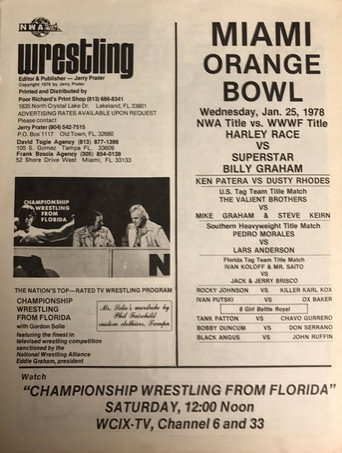 NWA
wrestling
Editor & Publisher — Jerry Prater
Copyright 1978 by Jerry Prater
Printed and Distributed by
Poor Richard's Print Shop (813) 686-8341
1835 North Crystal Lake Dr. Lakeland, FL 33801
ADVERTISING RATES AVAILABLE UPON REQUEST
Please contact
Jerry Prater (904) 542-7515
P.O. Box 1117 Old Town, FL 32680
David Togie Agency (813) 877-1396
105 S. Gomez Tampa FL. 33609
Frank Boscia Agency (305) 854-0139
52 Shore Drive West Miami, FL 33133
CHAMPIONSHIP
WRESTLING
FROM FLORIDA
N
THE NATION'S TOP—RATED TV WRESTLING PROGRAM
CHAMPIONSHIP
WRESTLING
FROM FLORIDA
with Gordon Solie
featuring the finest in
televised wrestling competition
sanctioned by the
National Wrestling Alliance
Eddie Graham, president
Mr. Solie's wardrobe by
Phil Fairchild
custom clothiers, Tampa
MIAMI
ORANGE
BOWL
Wednesday, Jan. 25, 1978
NWA Title vs. WWWF Title
HARLEY RACE
VS
SUPERSTAR
BILLY GRAHAM
KEN PATERA VS DUSTY RHODES
U.S. Tag Team Title Match
THE VALIENT BROTHERS
VS
MIKE GRAHAM & STEVE KEIRN
Southern Heavyweight Title Match
PEDRO MORALES
VS
LARS ANDERSON
Florida Tag Team Title Match
IVAN KOLOFF & MR. SAITO
VS
JACK & JERRY BRISCO
ROCKY JOHNSON VS KILLER KARL KOX
IVAN PUTSKI VS OX BAKER
8 Girl Battle Royal
TANK PATTON VS CHAVO GURRERO
BOBBY DUNCUM VS DON SERRANO
BLACK ANGUS VS JOHN RUFFIN
Watch
"CHAMPIONSHIP WRESTLING FROM FLORIDA"
SATURDAY, 12:00 Noon
WCIX-TV, Channel 6 and 33